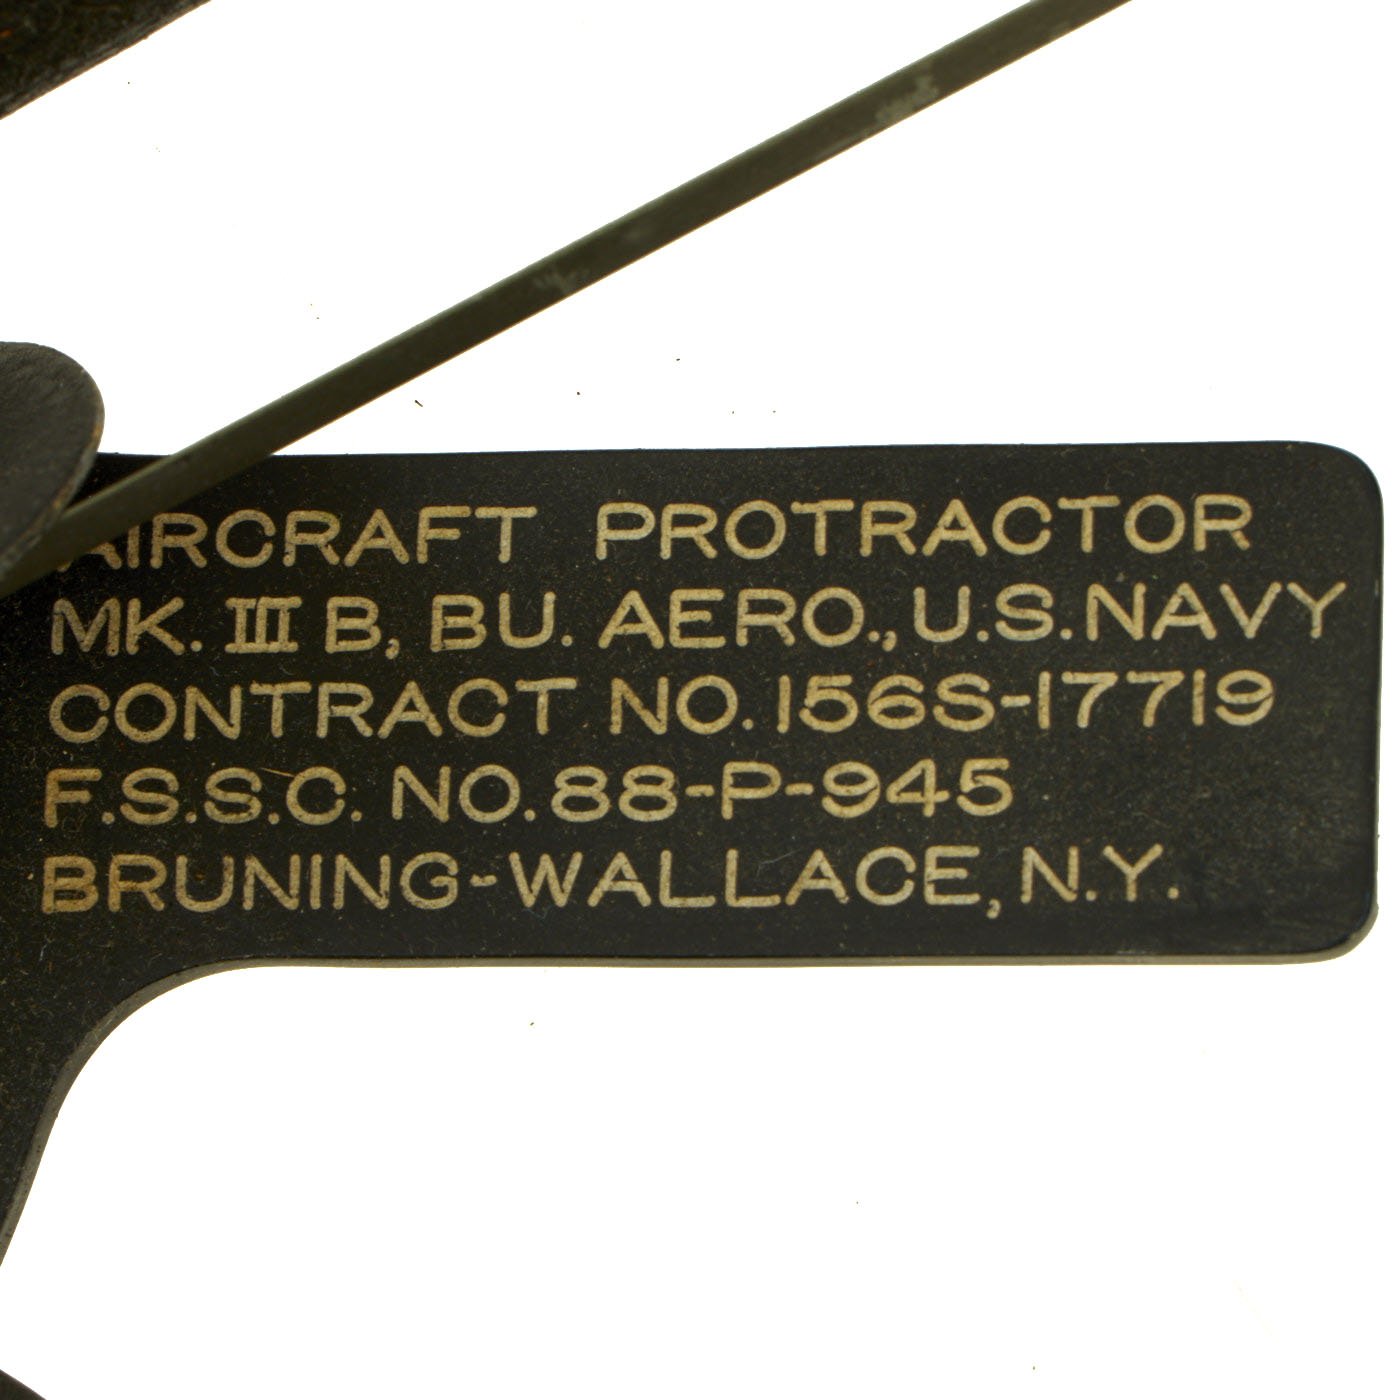 AIRCRAFT PROTRACTOR
MK. III B, BU. AERO., U.S. NAVY
CONTRACT NO. 156S-17719
F.S.S.C. NO. 88-P-945
BRUNING-WALLACE, N.Y.